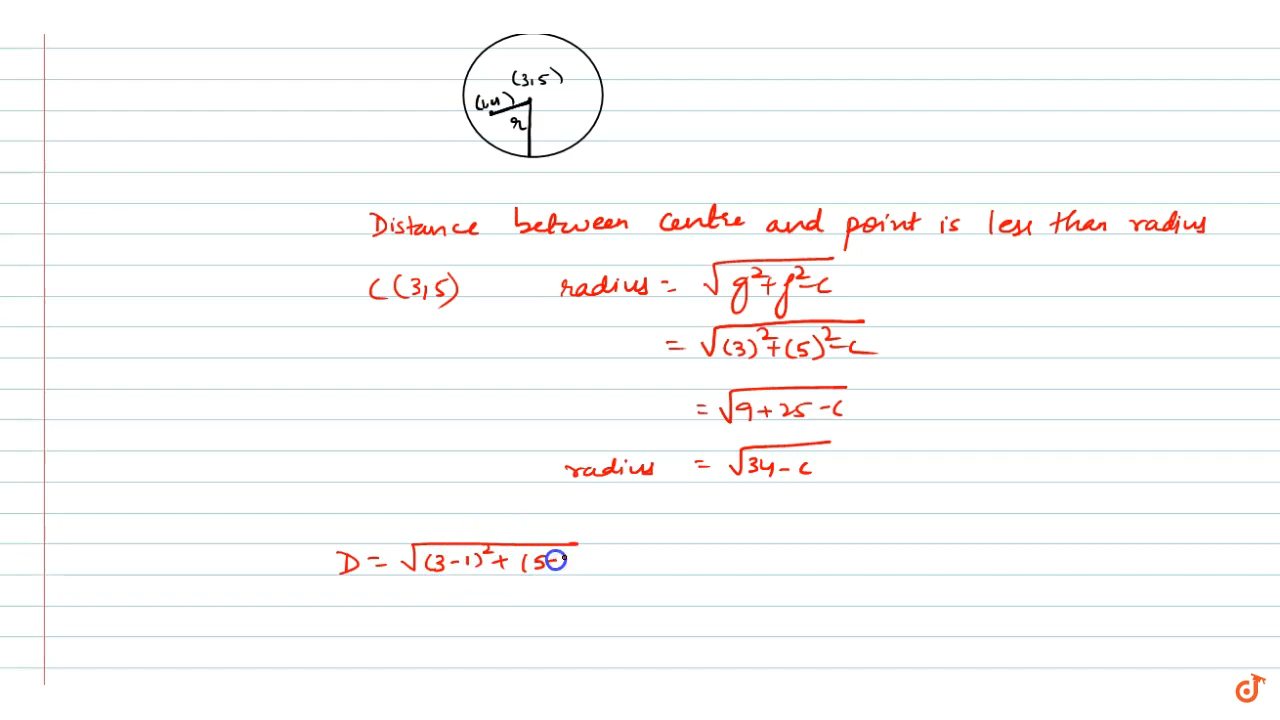 (3,5)
(1,4)
r
Distance between centre and point is less than radius
C(3,5) radius = √g²+f²-c
= √(3)²+(5)²-c
= √9+25-c
radius = √34-c
D = √(3-1)²+(5-